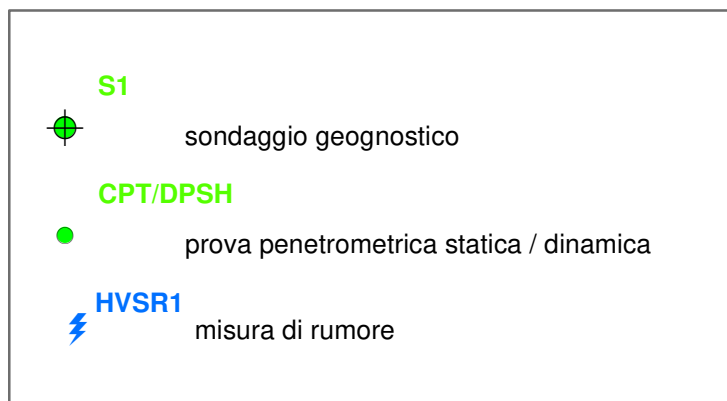 S1
sondaggio geognostico
CPT/DPSH
prova penetrometrica statica / dinamica
HVSR1
misura di rumore